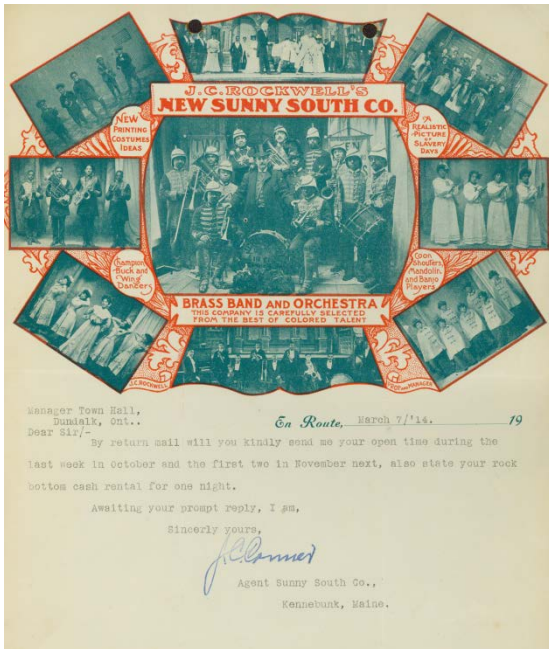 J.C. ROCKWELL'S
NEW SUNNY SOUTH CO.
NEW
PRINTING
COSTUMES
IDEAS
"A
REALISTIC
PICTURE
OF
SLAVERY
DAYS
Champion
Buck and
Wing
Dancers
Coon
Shouters,
Mandolin,
and Banjo
Players
BRASS BAND AND ORCHESTRA
THIS COMPANY IS CAREFULLY SELECTED
FROM THE BEST OF COLORED TALENT
J.C. ROCKWELL
PROP. AND MANAGER
Manager Town Hall,
Dundalk, Ont..
En Route, March 7/'14. 19
Dear Sir/-
By return mail will you kindly send me your open time during the
last week in October and the first two in November next, also state your rock
bottom cash rental for one night.
Awaiting your prompt reply, I am,
Sincerly yours,
J.C. Conner
Agent Sunny South Co.,
Kennebunk, Maine.